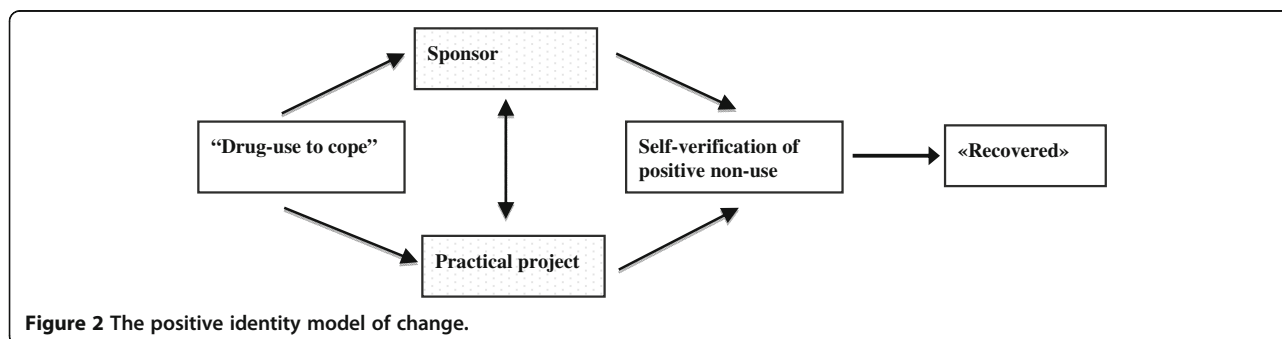 Sponsor
“Drug-use to cope”
Self-verification of
positive non-use
«Recovered»
Practical project
Figure 2 The positive identity model of change.